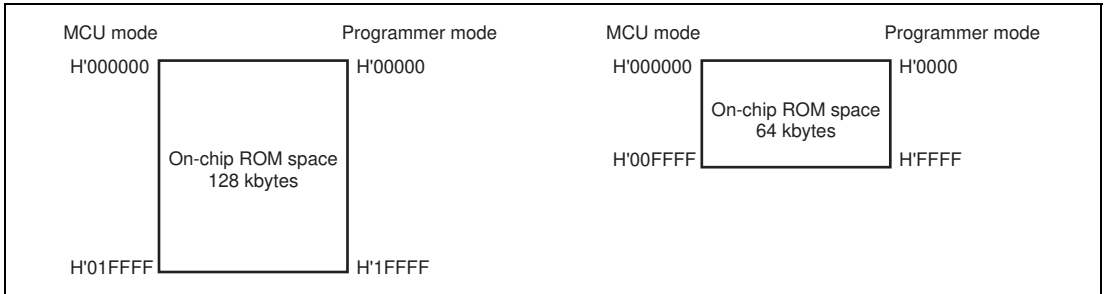 MCU mode
Programmer mode
H'000000
H'00000
On-chip ROM space
128 kbytes
H'01FFFF
H'1FFFF
MCU mode
Programmer mode
H'000000
H'0000
On-chip ROM space
64 kbytes
H'00FFFF
H'FFFF